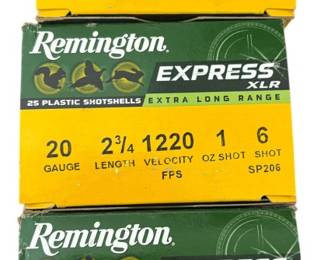 Remington
EXPRESS
XLR
25 PLASTIC SHOTSHELLS
EXTRA LONG RANGE
20 2 3/4 1220 1 6
GAUGE LENGTH VELOCITY OZ SHOT SHOT
FPS SP206
Remington
EXPRESS